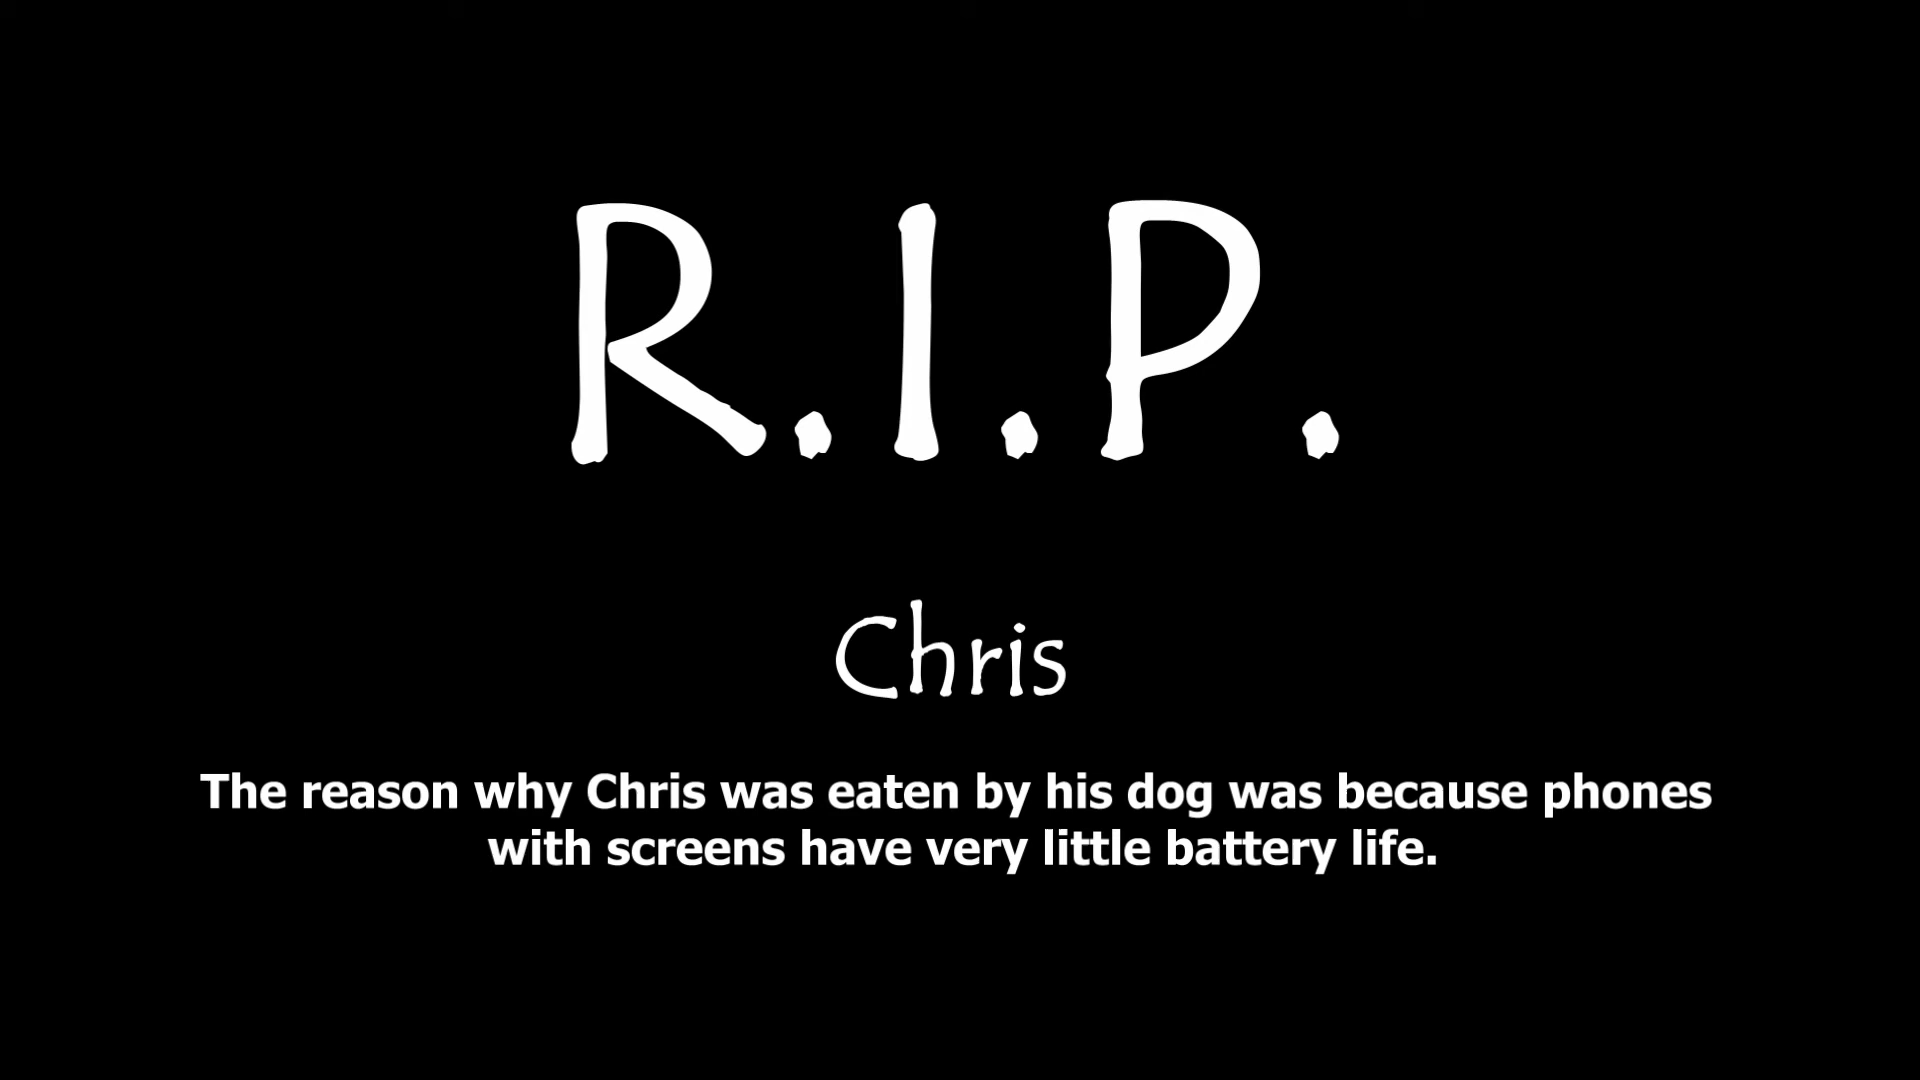 R.I.P.
Chris
The reason why Chris was eaten by his dog was because phones
with screens have very little battery life.